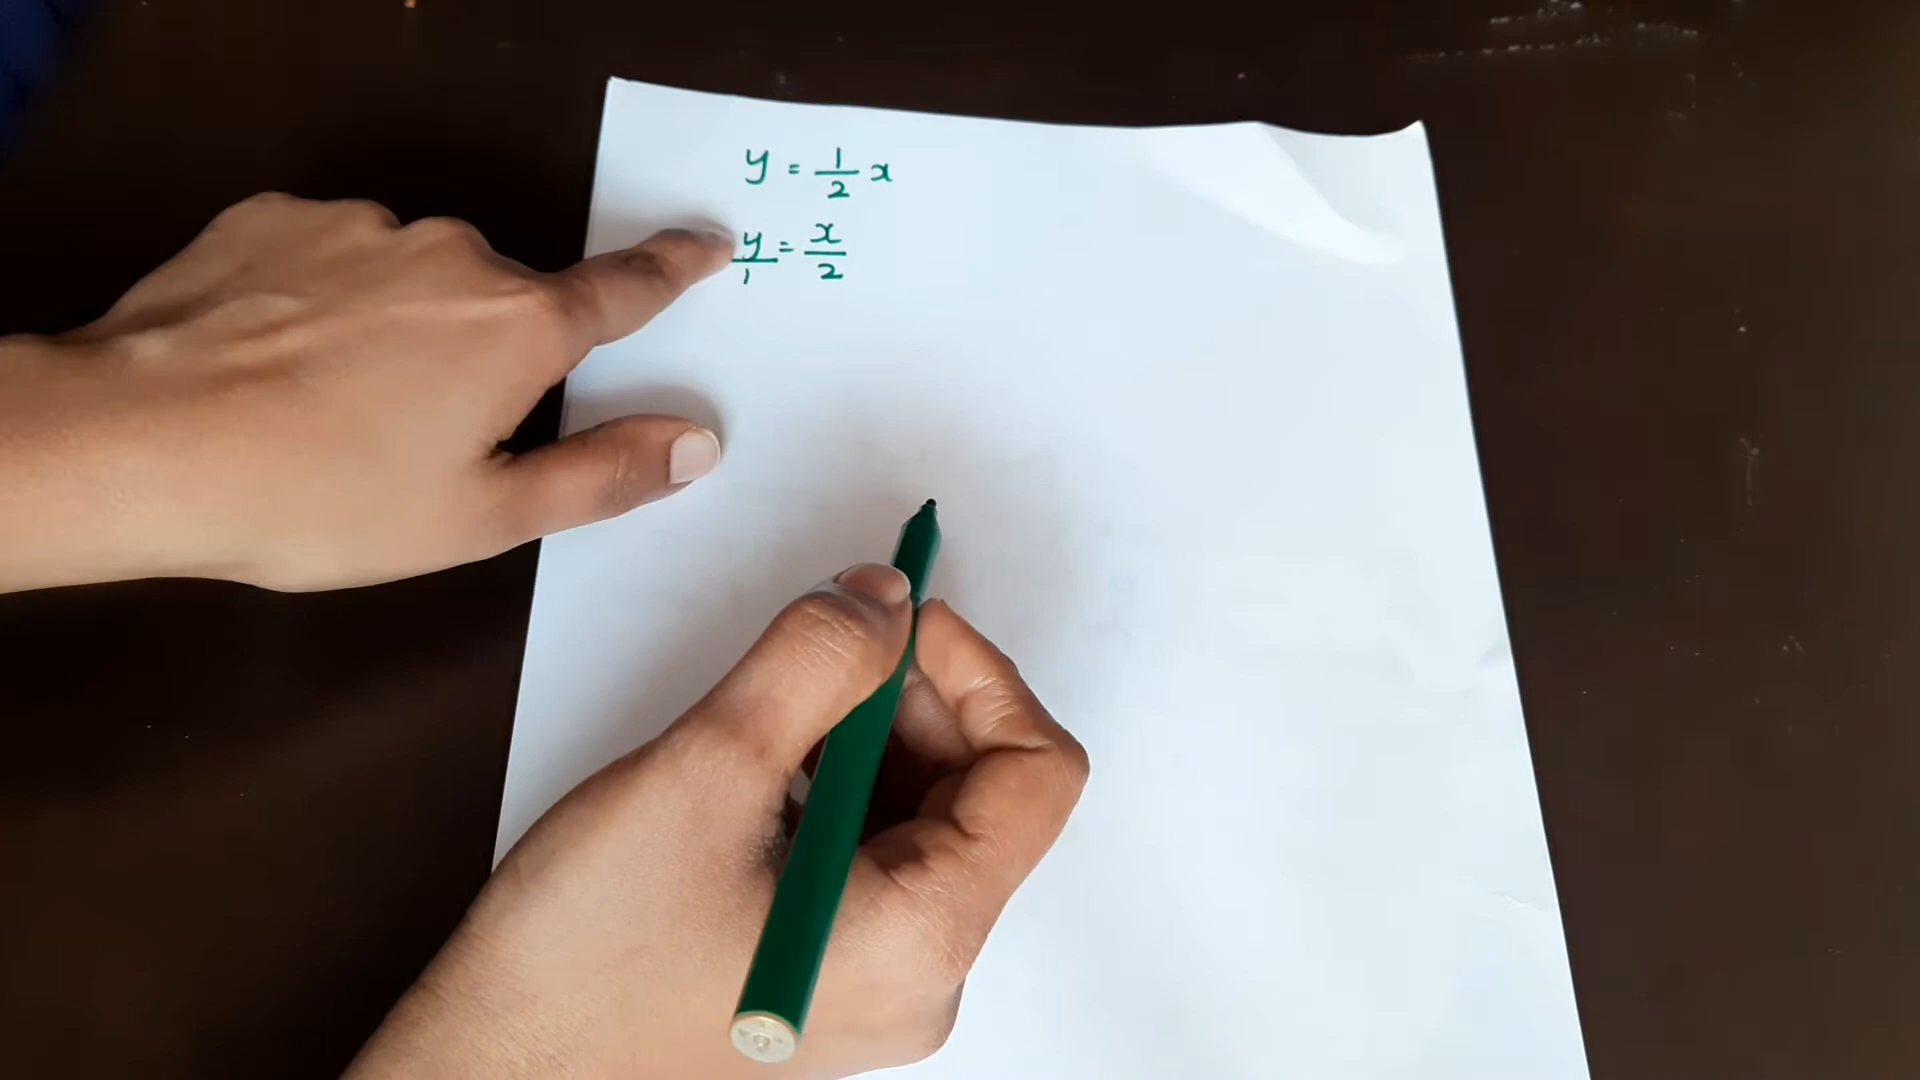 y = 1/2 x
y/1 = x/2